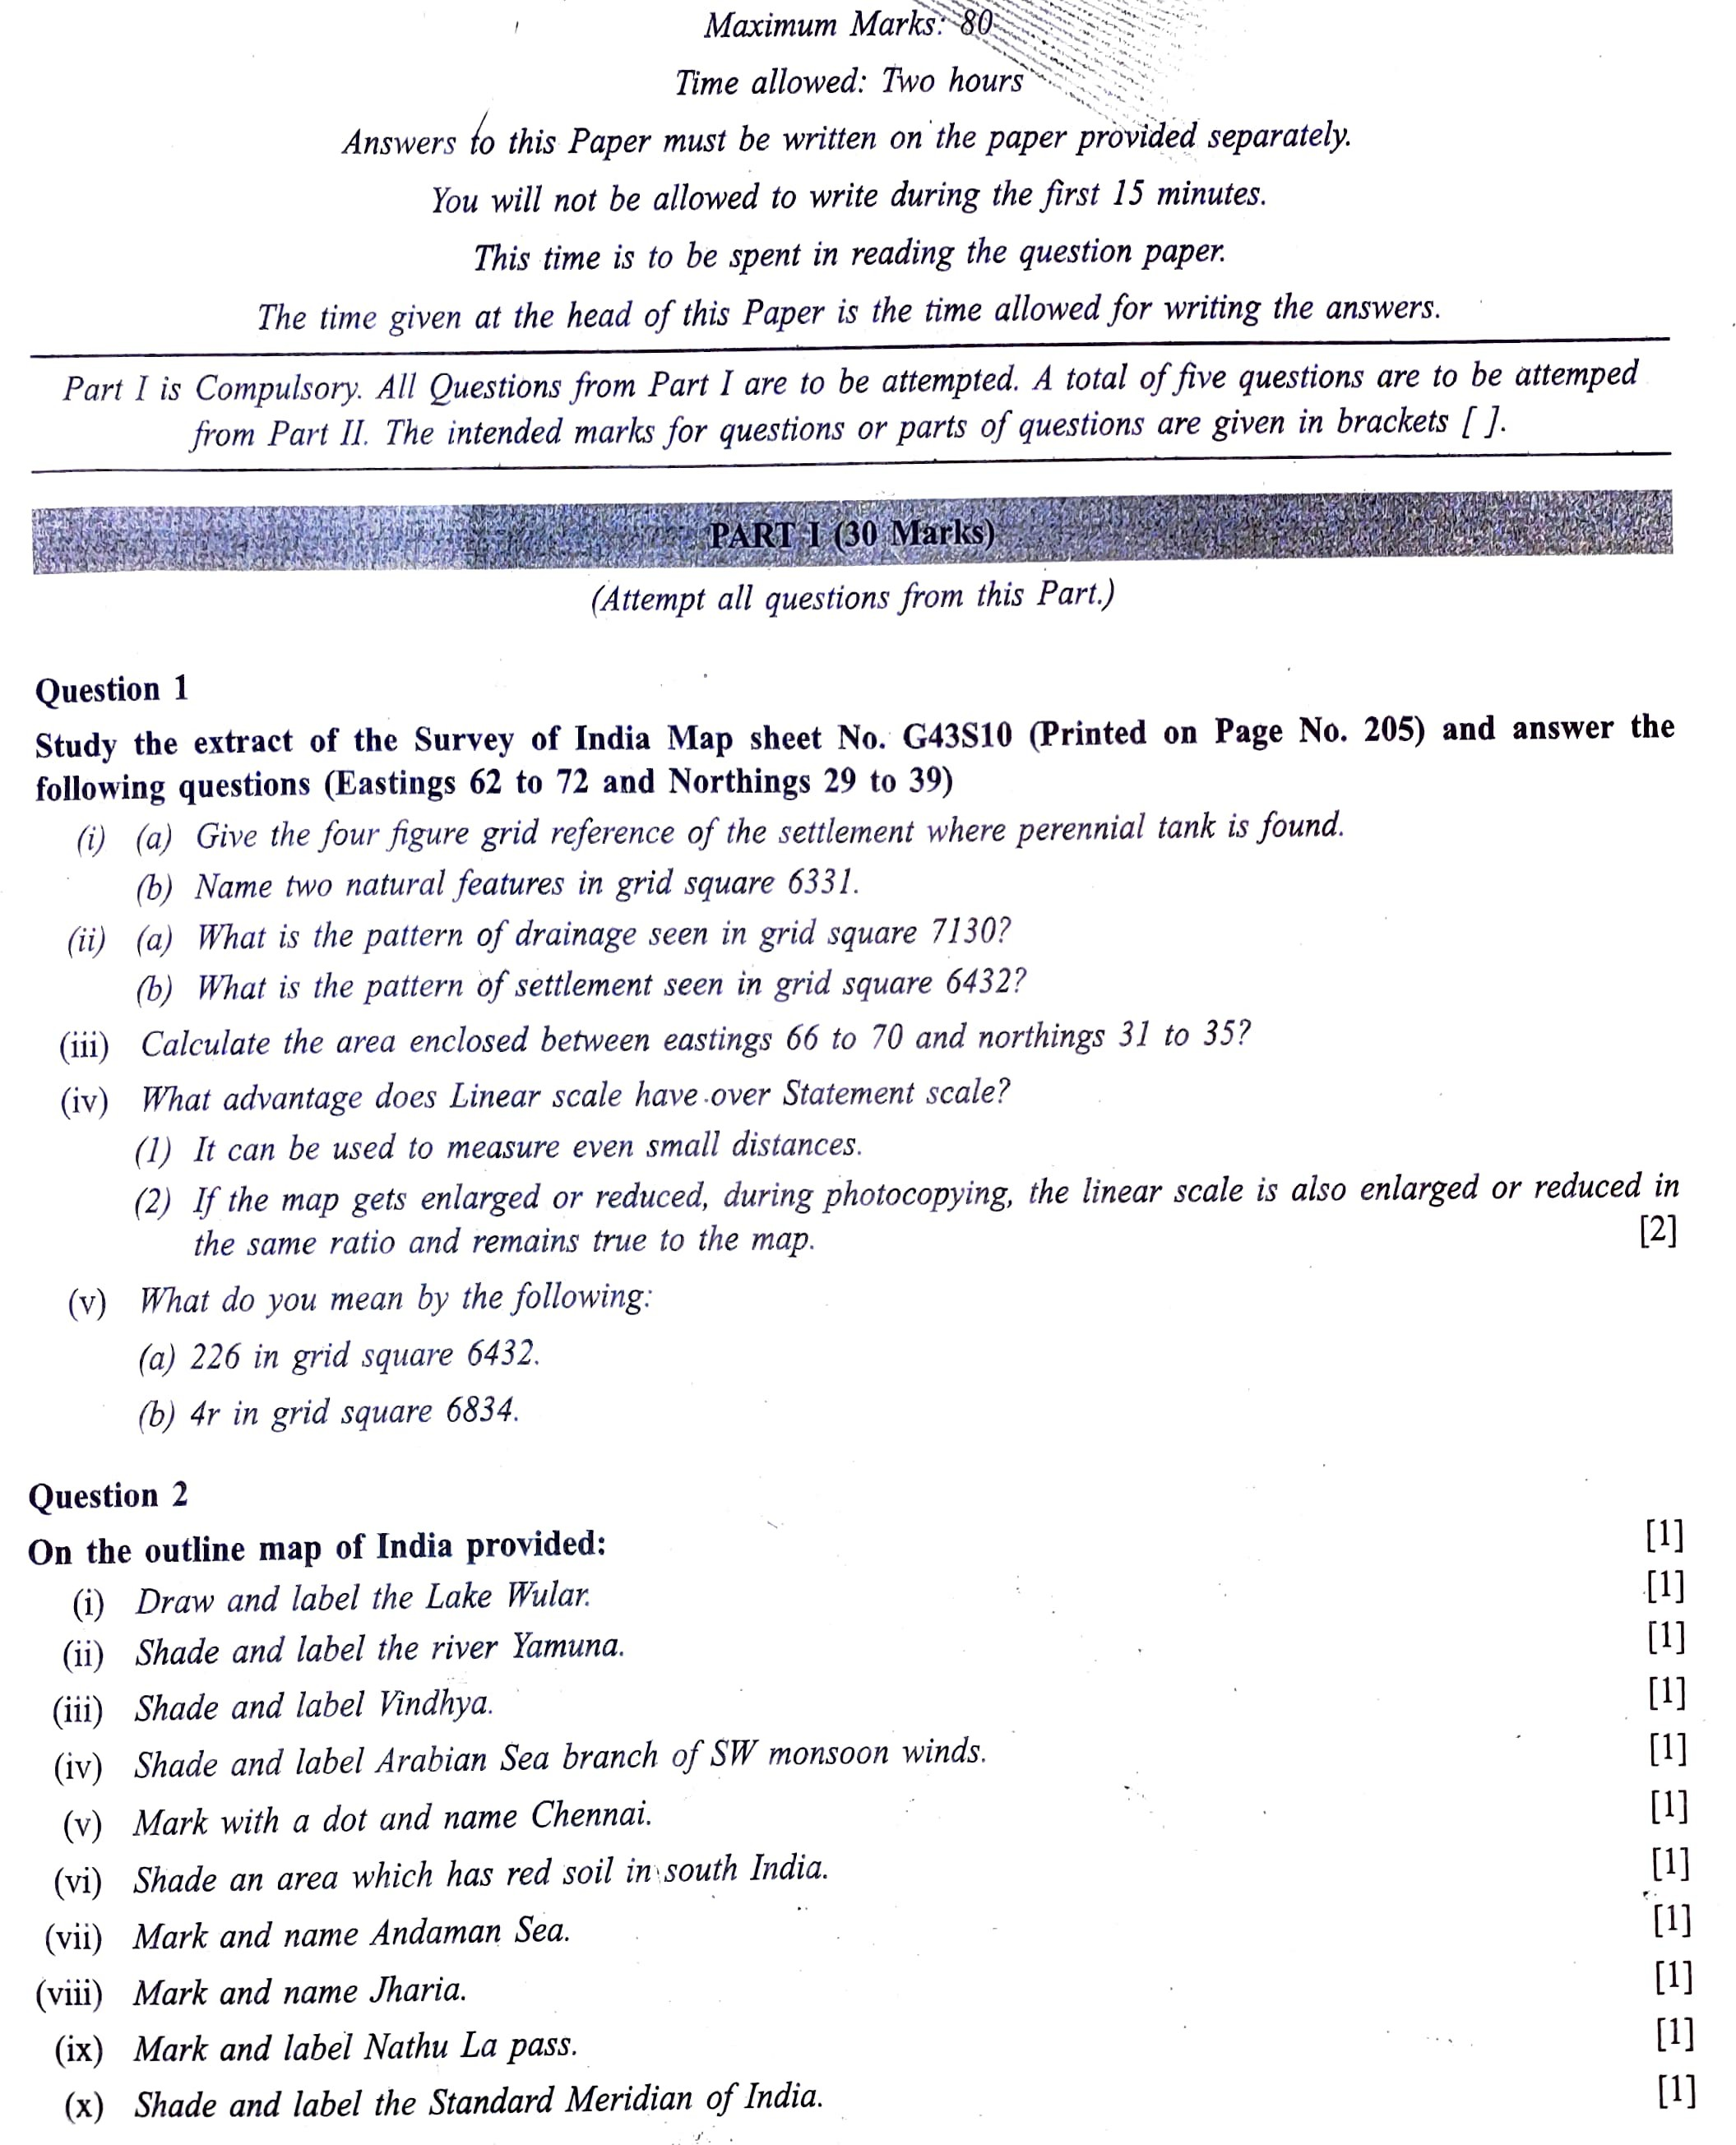 Maximum Marks: 80
Time allowed: Two hours
Answers to this Paper must be written on the paper provided separately.
You will not be allowed to write during the first 15 minutes.
This time is to be spent in reading the question paper.
The time given at the head of this Paper is the time allowed for writing the answers.
Part I is Compulsory. All Questions from Part I are to be attempted. A total of five questions are to be attemped
from Part II. The intended marks for questions or parts of questions are given in brackets [ ].
PART I (30 Marks)
(Attempt all questions from this Part.)
Question 1
Study the extract of the Survey of India Map sheet No. G43S10 (Printed on Page No. 205) and answer the
following questions (Eastings 62 to 72 and Northings 29 to 39)
(i) (a) Give the four figure grid reference of the settlement where perennial tank is found.
(b) Name two natural features in grid square 6331.
(ii) (a) What is the pattern of drainage seen in grid square 7130?
(b) What is the pattern of settlement seen in grid square 6432?
(iii) Calculate the area enclosed between eastings 66 to 70 and northings 31 to 35?
(iv) What advantage does Linear scale have over Statement scale?
(1) It can be used to measure even small distances.
(2) If the map gets enlarged or reduced, during photocopying, the linear scale is also enlarged or reduced in
the same ratio and remains true to the map. [2]
(v) What do you mean by the following:
(a) 226 in grid square 6432.
(b) 4r in grid square 6834.
Question 2
On the outline map of India provided: [1]
(i) Draw and label the Lake Wular. [1]
(ii) Shade and label the river Yamuna. [1]
(iii) Shade and label Vindhya. [1]
(iv) Shade and label Arabian Sea branch of SW monsoon winds. [1]
(v) Mark with a dot and name Chennai. [1]
(vi) Shade an area which has red soil in south India. [1]
(vii) Mark and name Andaman Sea. [1]
(viii) Mark and name Jharia. [1]
(ix) Mark and label Nathu La pass. [1]
(x) Shade and label the Standard Meridian of India. [1]